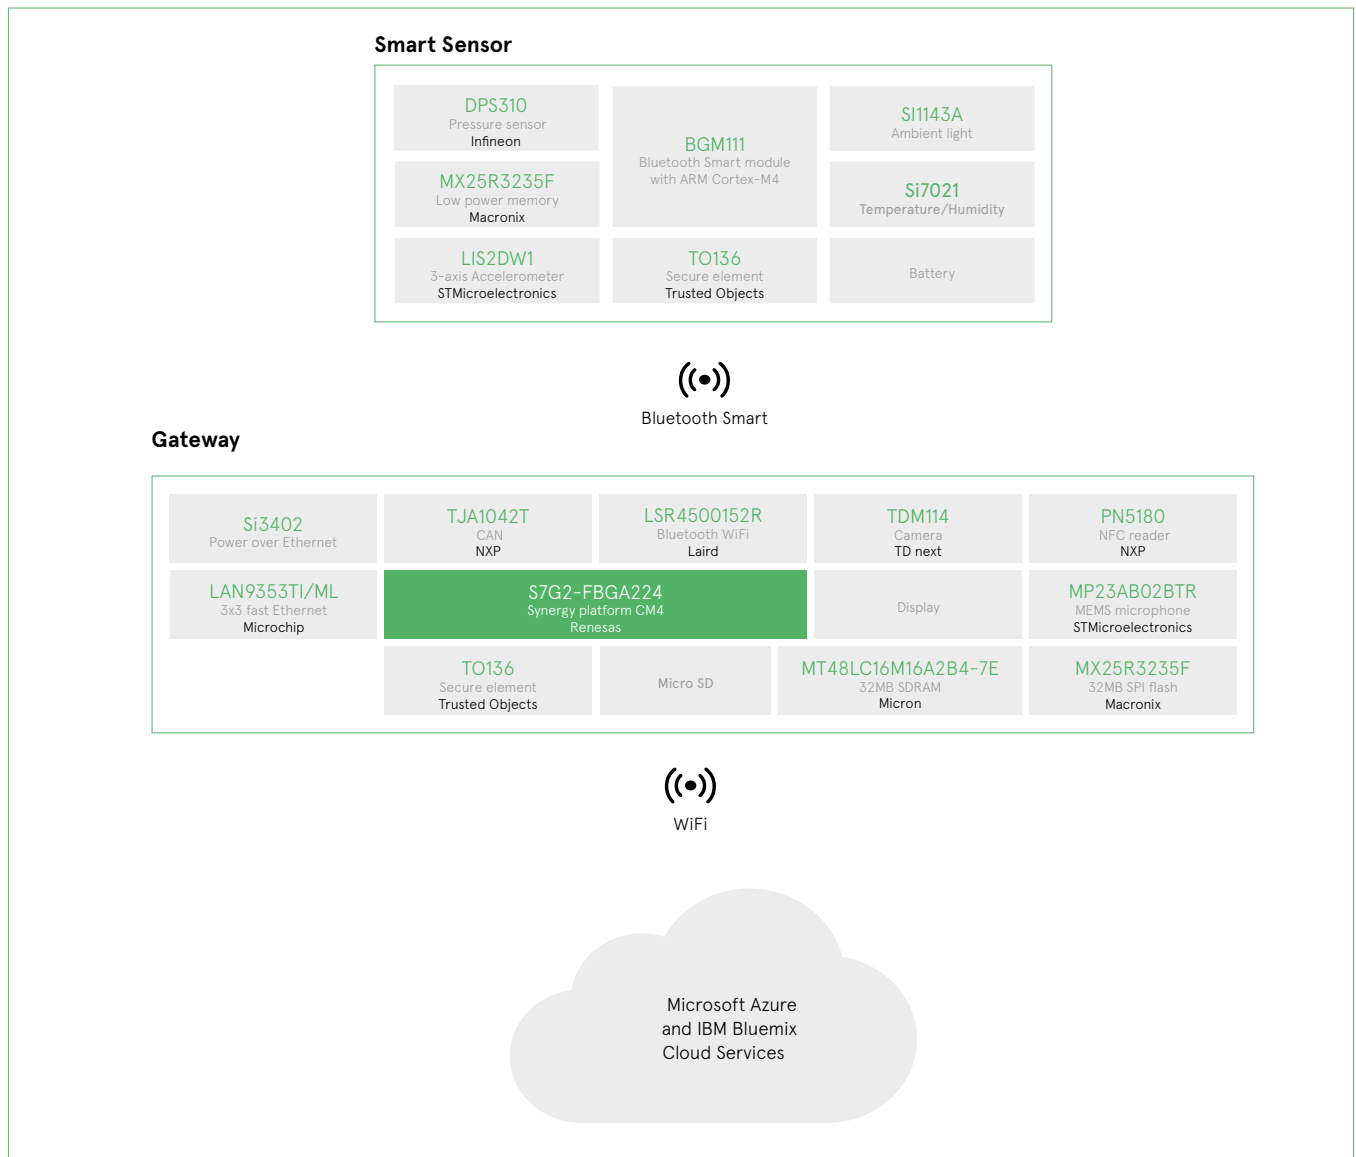 Smart Sensor
DPS310
Pressure sensor
Infineon
BGM111
Bluetooth Smart module
with ARM Cortex-M4
SI1143A
Ambient light
MX25R3235F
Low power memory
Macronix
Si7021
Temperature/Humidity
LIS2DW1
3-axis Accelerometer
STMicroelectronics
TO136
Secure element
Trusted Objects
Battery
Bluetooth Smart
Gateway
Si3402
Power over Ethernet
TJA1042T
CAN
NXP
LSR4500152R
Bluetooth WiFi
Laird
TDM114
Camera
TD next
PN5180
NFC reader
NXP
LAN9353TI/ML
3x3 fast Ethernet
Microchip
S7G2-FBGA224
Synergy platform CM4
Renesas
Display
MP23AB02BTR
MEMS microphone
STMicroelectronics
TO136
Secure element
Trusted Objects
Micro SD
MT48LC16M16A2B4-7E
32MB SDRAM
Micron
MX25R3235F
32MB SPI flash
Macronix
WiFi
Microsoft Azure
and IBM Bluemix
Cloud Services